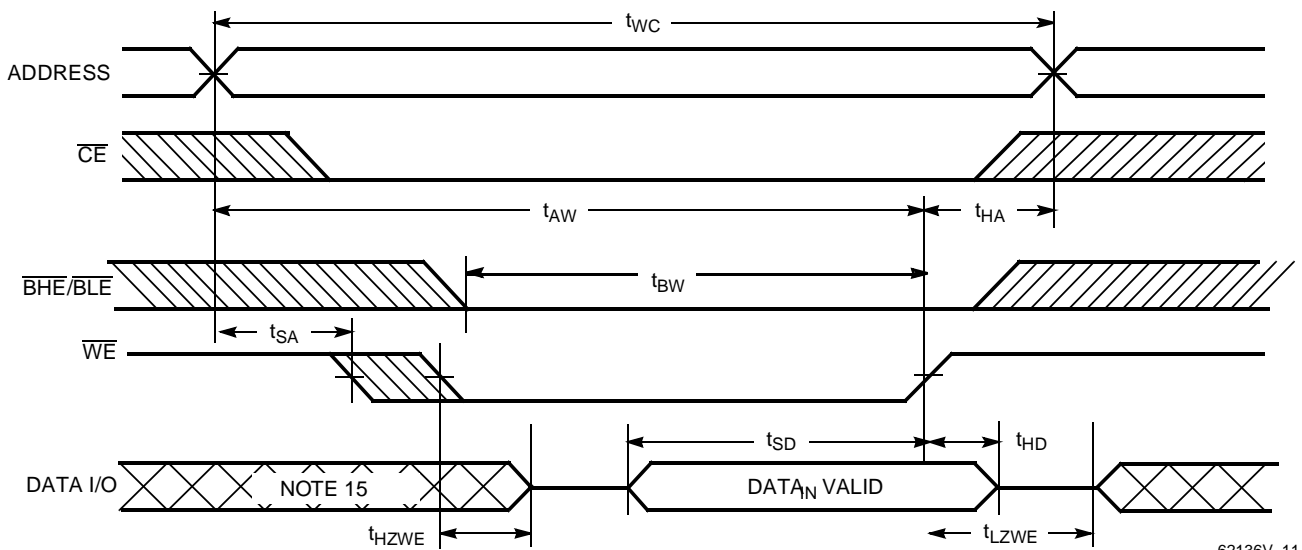 tWC
ADDRESS
CE
tAW
tHA
BHE/BLE
tBW
tSA
WE
tSD
tHD
DATA I/O
NOTE 15
DATAIN VALID
tHZWE
tLZWE